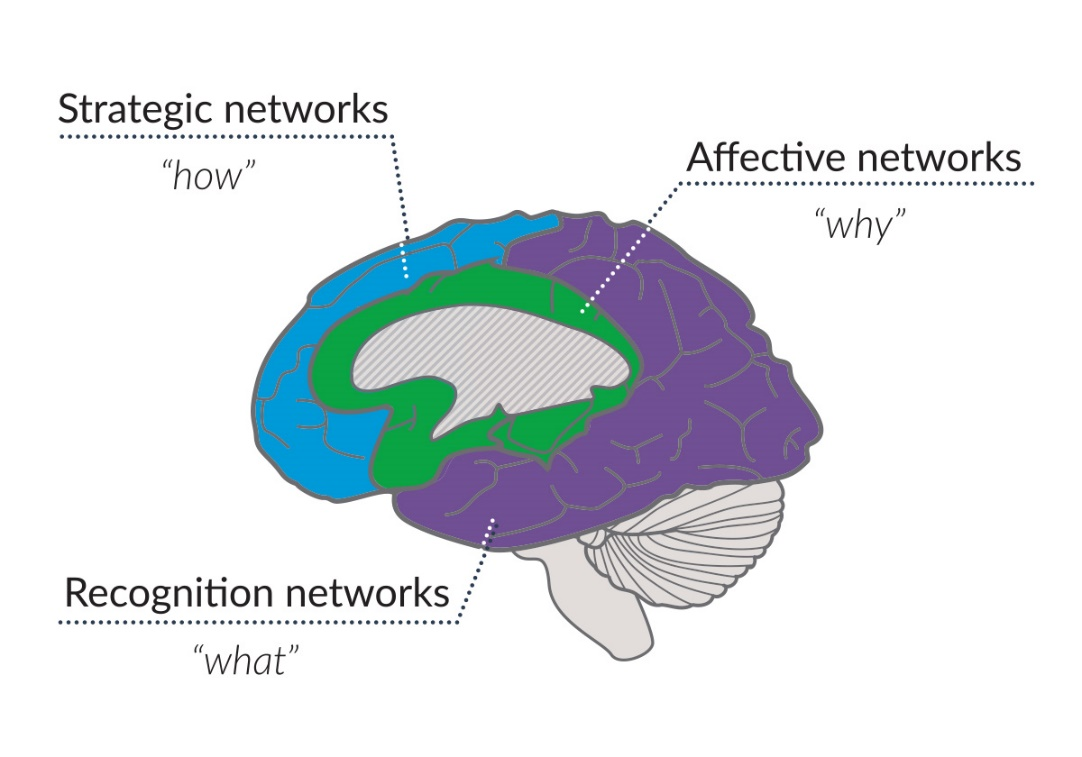 Strategic networks
“how”
Affective networks
“why”
Recognition networks
“what”